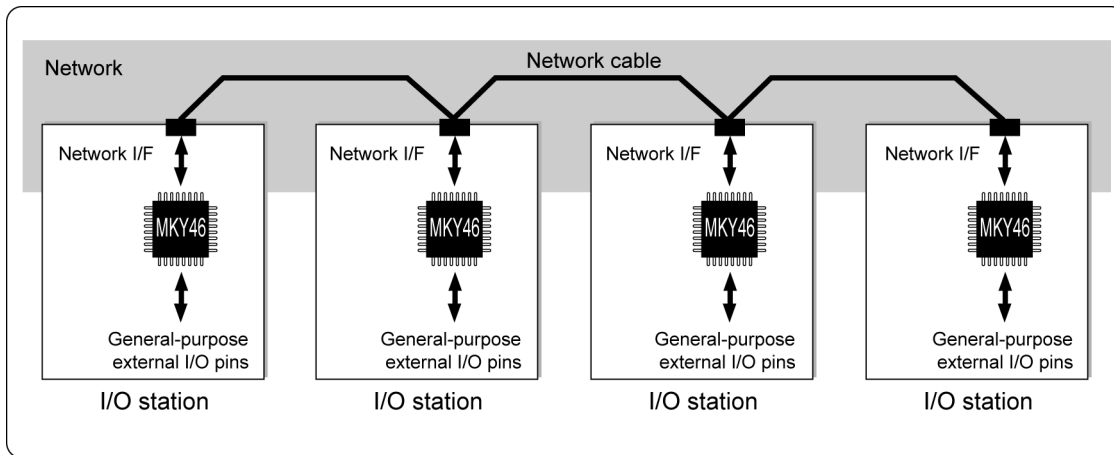 Network
Network cable
Network I/F
MKY46
General-purpose
external I/O pins
I/O station
Network I/F
MKY46
General-purpose
external I/O pins
I/O station
Network I/F
MKY46
General-purpose
external I/O pins
I/O station
Network I/F
MKY46
General-purpose
external I/O pins
I/O station